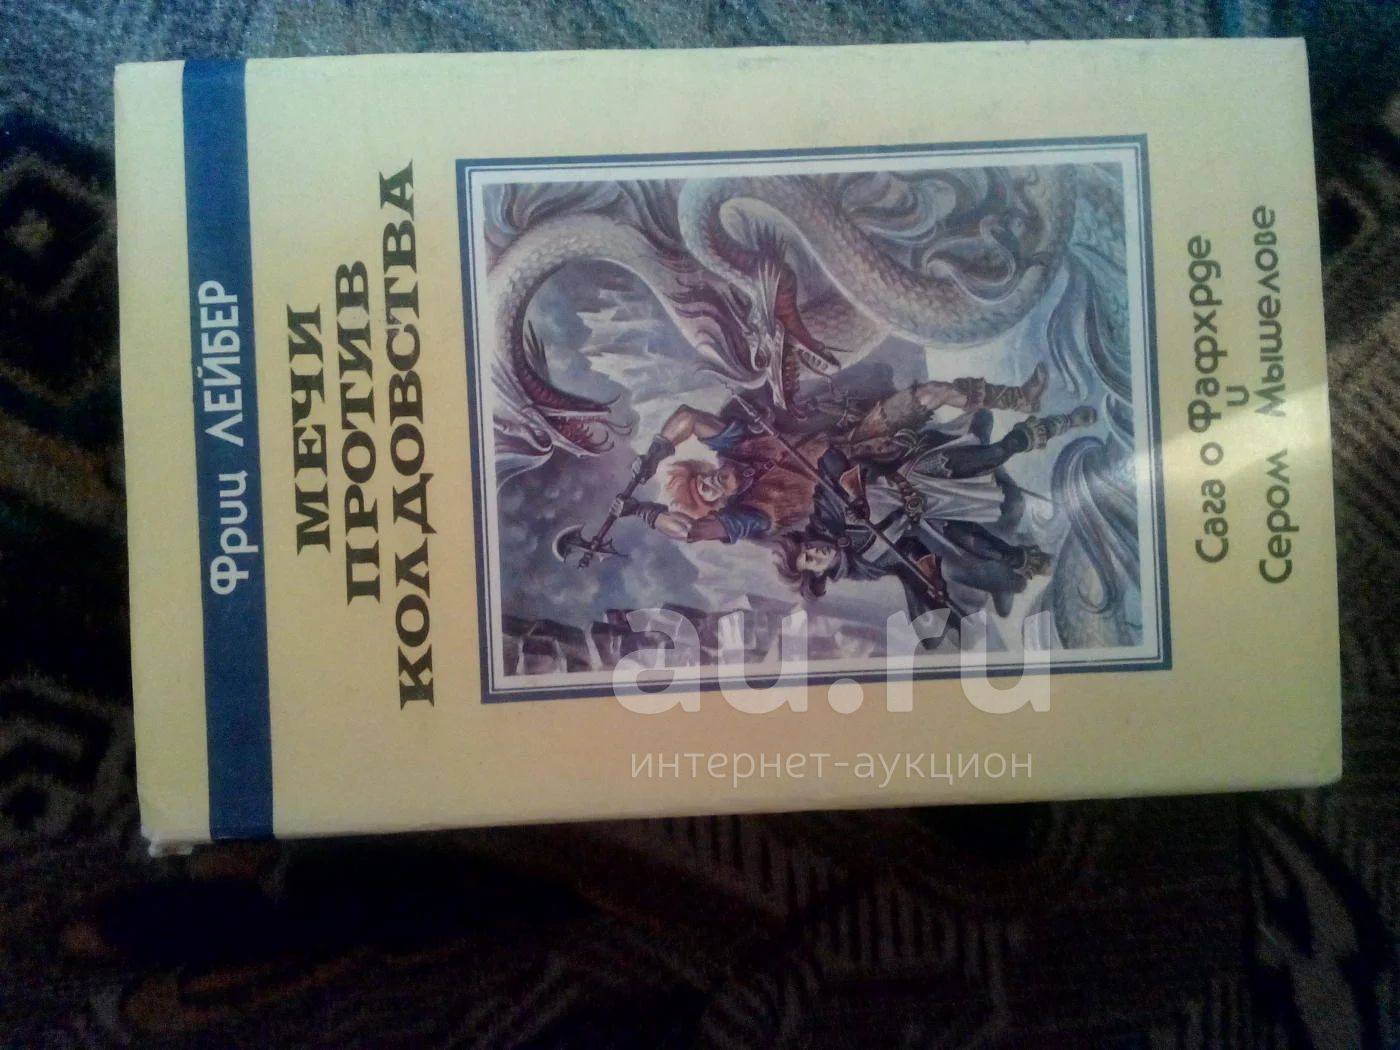 Фриц ЛЕЙБЕР
МЕЧИ
ПРОТИВ
КОЛДОВСТВА
Сага о Фафхрде
и
Сером Мышелове
au.ru
интернет-аукцион